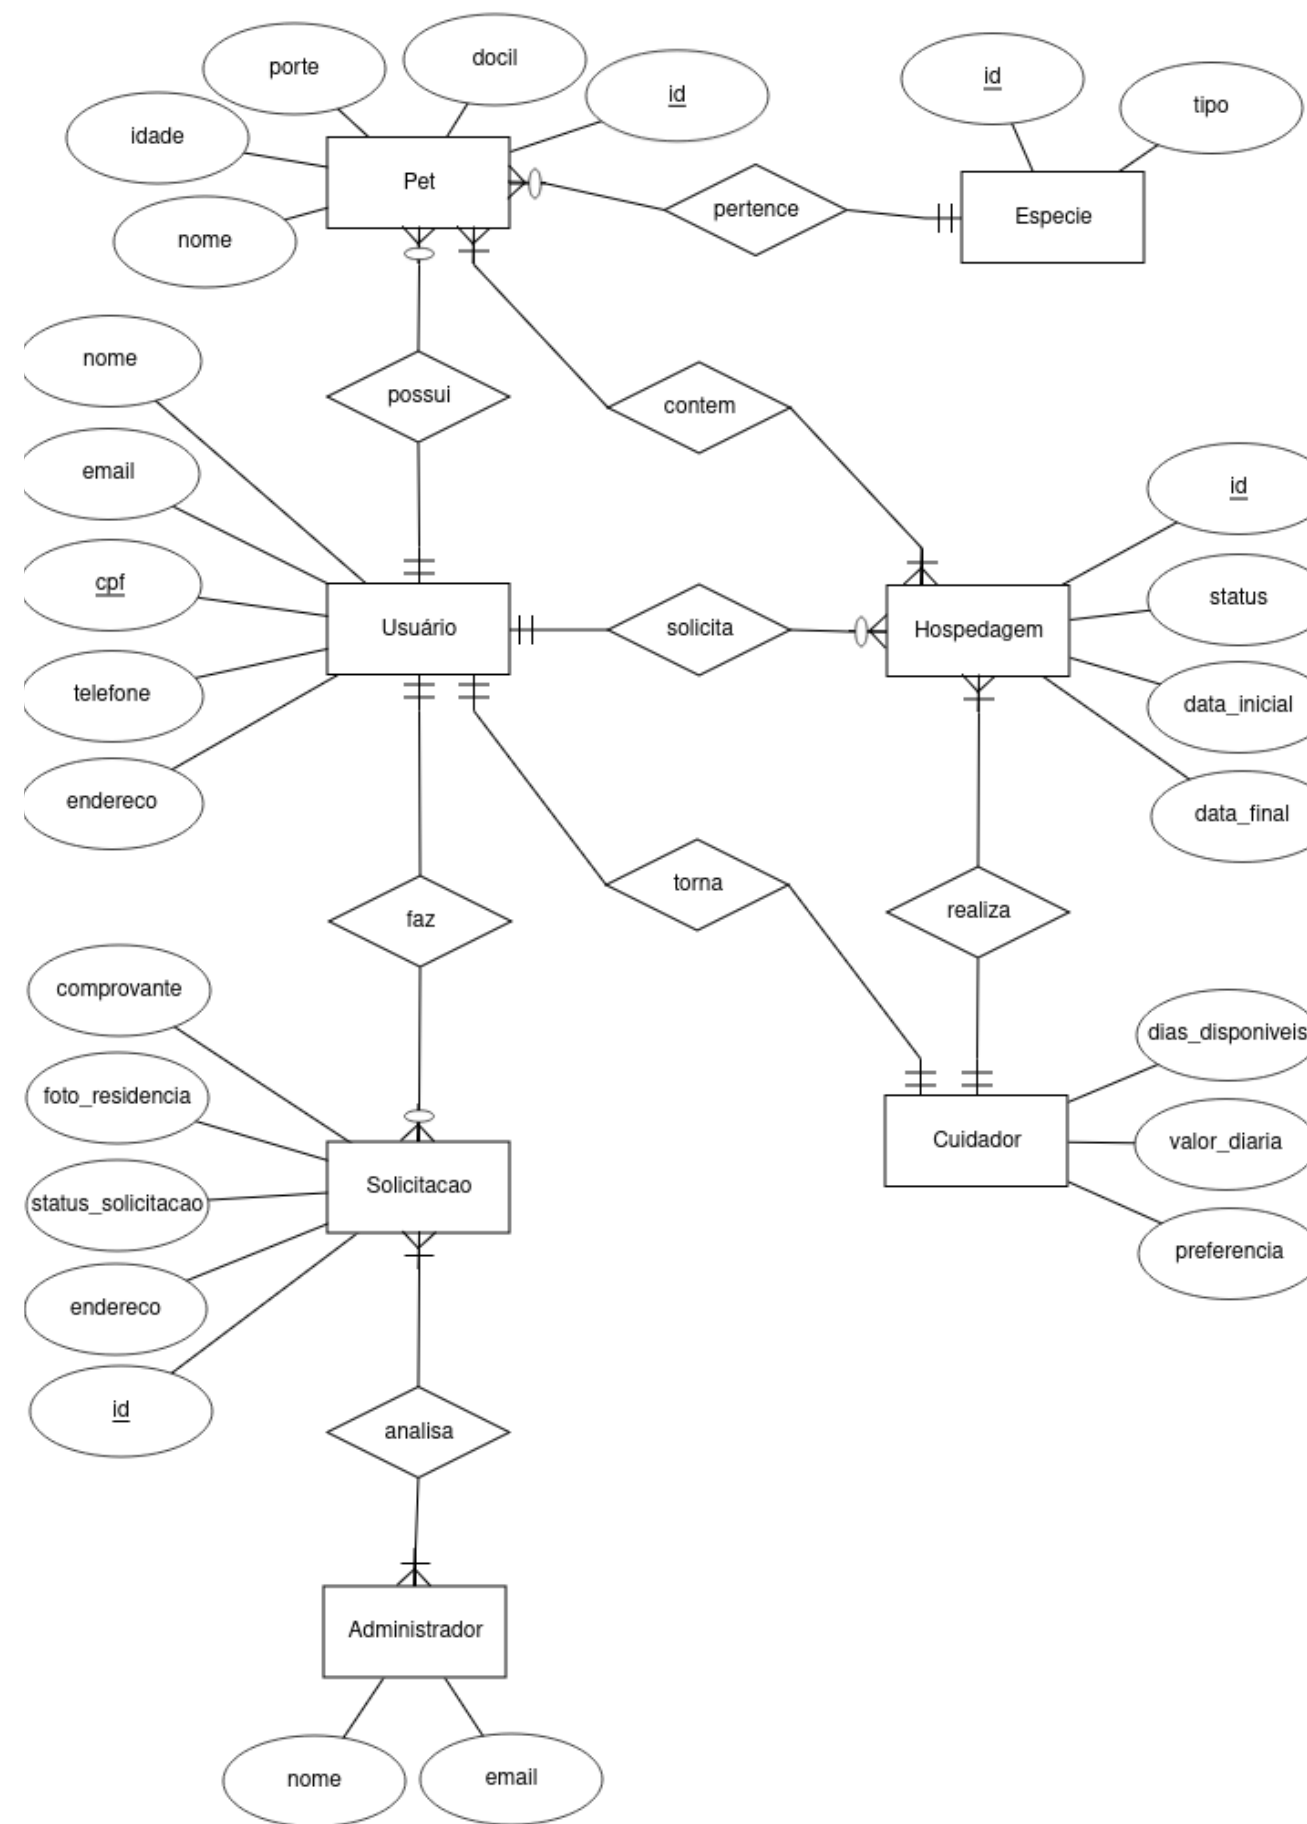 docil
porte
id
id
tipo
idade
Pet
pertence
Especie
nome
nome
possui
contem
email
id
cpf
status
Usuário
solicita
Hospedagem
telefone
data_inicial
endereco
data_final
torna
faz
realiza
comprovante
dias_disponiveis
foto_residencia
Cuidador
valor_diaria
Solicitacao
status_solicitacao
preferencia
endereco
id
analisa
Administrador
nome
email